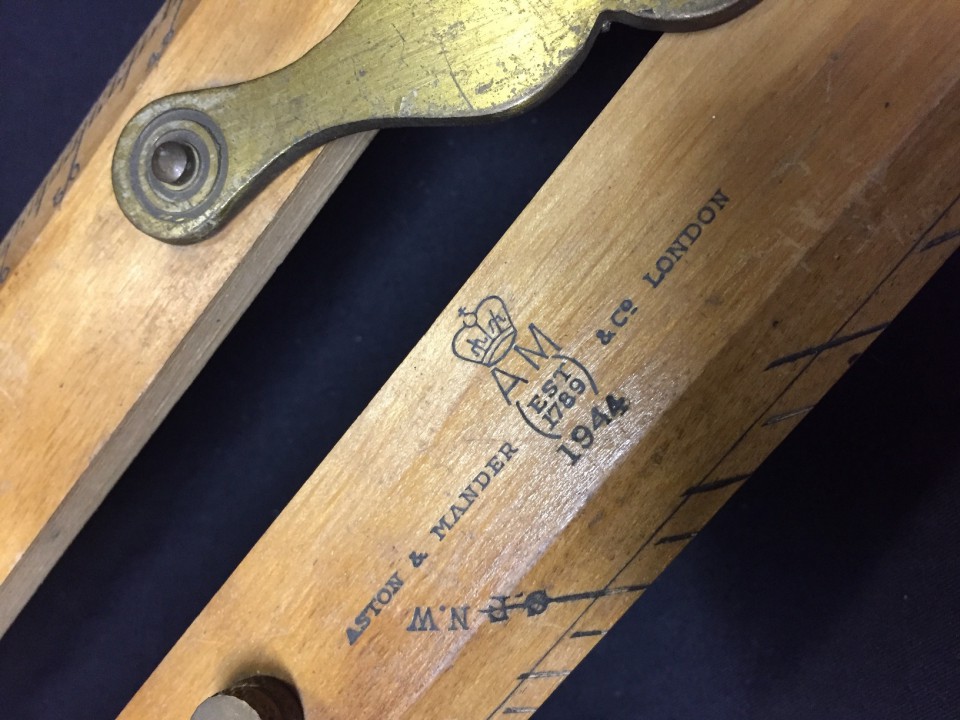 AM
ASTON & MANDER (EST 1789) & Co LONDON
1944
N.W